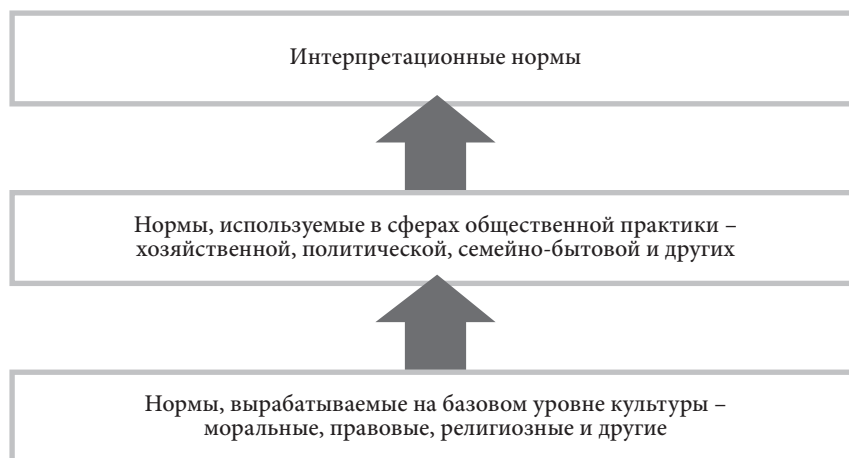 Интерпретационные нормы
Нормы, используемые в сферах общественной практики –
хозяйственной, политической, семейно-бытовой и других
Нормы, вырабатываемые на базовом уровне культуры –
моральные, правовые, религиозные и другие